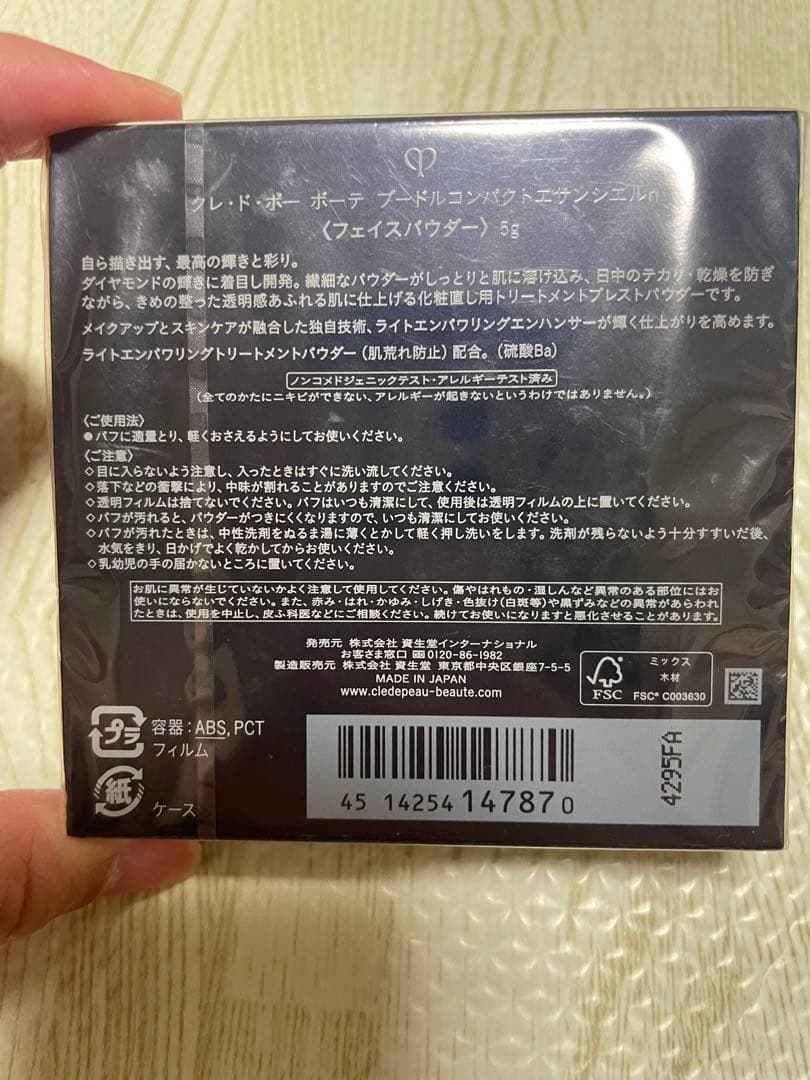 クレ・ド・ポー ボーテ プードルコンパクトエサンシエルn
〈フェイスパウダー〉5g
自ら描き出す、最高の輝きと彩り。
ダイヤモンドの輝きに着目し開発。繊細なパウダーがしっとりと肌に溶け込み、日中のテカリ・乾燥を防ぎ
ながら、きめの整った透明感あふれる肌に仕上げる化粧直し用トリートメントプレストパウダーです。
メイクアップとスキンケアが融合した独自技術、ライトエンパワリングエンハンサーが輝く仕上がりを高めます。
ライトエンパワリングトリートメントパウダー（肌荒れ防止）配合。（硫酸Ba）
ノンコメドジェニックテスト・アレルギーテスト済み
（全てのかたにニキビができない、アレルギーが起きないというわけではありません。）
〈ご使用法〉
●パフに適量とり、軽くおさえるようにしてお使いください。
〈ご注意〉
◇目に入らないよう注意し、入ったときはすぐに洗い流してください。
◇落下などの衝撃により、中味が割れることがありますのでご注意ください。
◇透明フィルムは捨てないでください。パフはいつも清潔にして、使用後は透明フィルムの上に置いてください。
◇パフが汚れると、パウダーがつきにくくなりますので、いつも清潔にしてお使いください。
◇パフが汚れたときは、中性洗剤をぬるま湯に薄くとかして軽く押し洗いをします。洗剤が残らないよう十分すすいだ後、
水気をきり、日かげでよく乾かしてからお使いください。
◇乳幼児の手の届かないところに置いてください。
お肌に異常が生じていないかよく注意して使用してください。傷やはれもの・湿しんなど異常のある部位にはお
使いにならないでください。また、赤み・はれ・かゆみ・しげき・色抜け（白斑等）や黒ずみなどの異常があらわれ
たときは、使用を中止し、皮ふ科医などにご相談ください。続けてお使いになりますと悪化させることがあります。
発売元 株式会社 資生堂インターナショナル
お客さま窓口 0120-86-1982
製造販売元 株式会社 資生堂 東京都中央区銀座7-5-5
MADE IN JAPAN
www.cledepeau-beaute.com
FSC
ミックス
木材
FSC® C003630
プラ
容器：ABS, PCT
フィルム
紙
ケース
45 14254 14787 0
4295FA